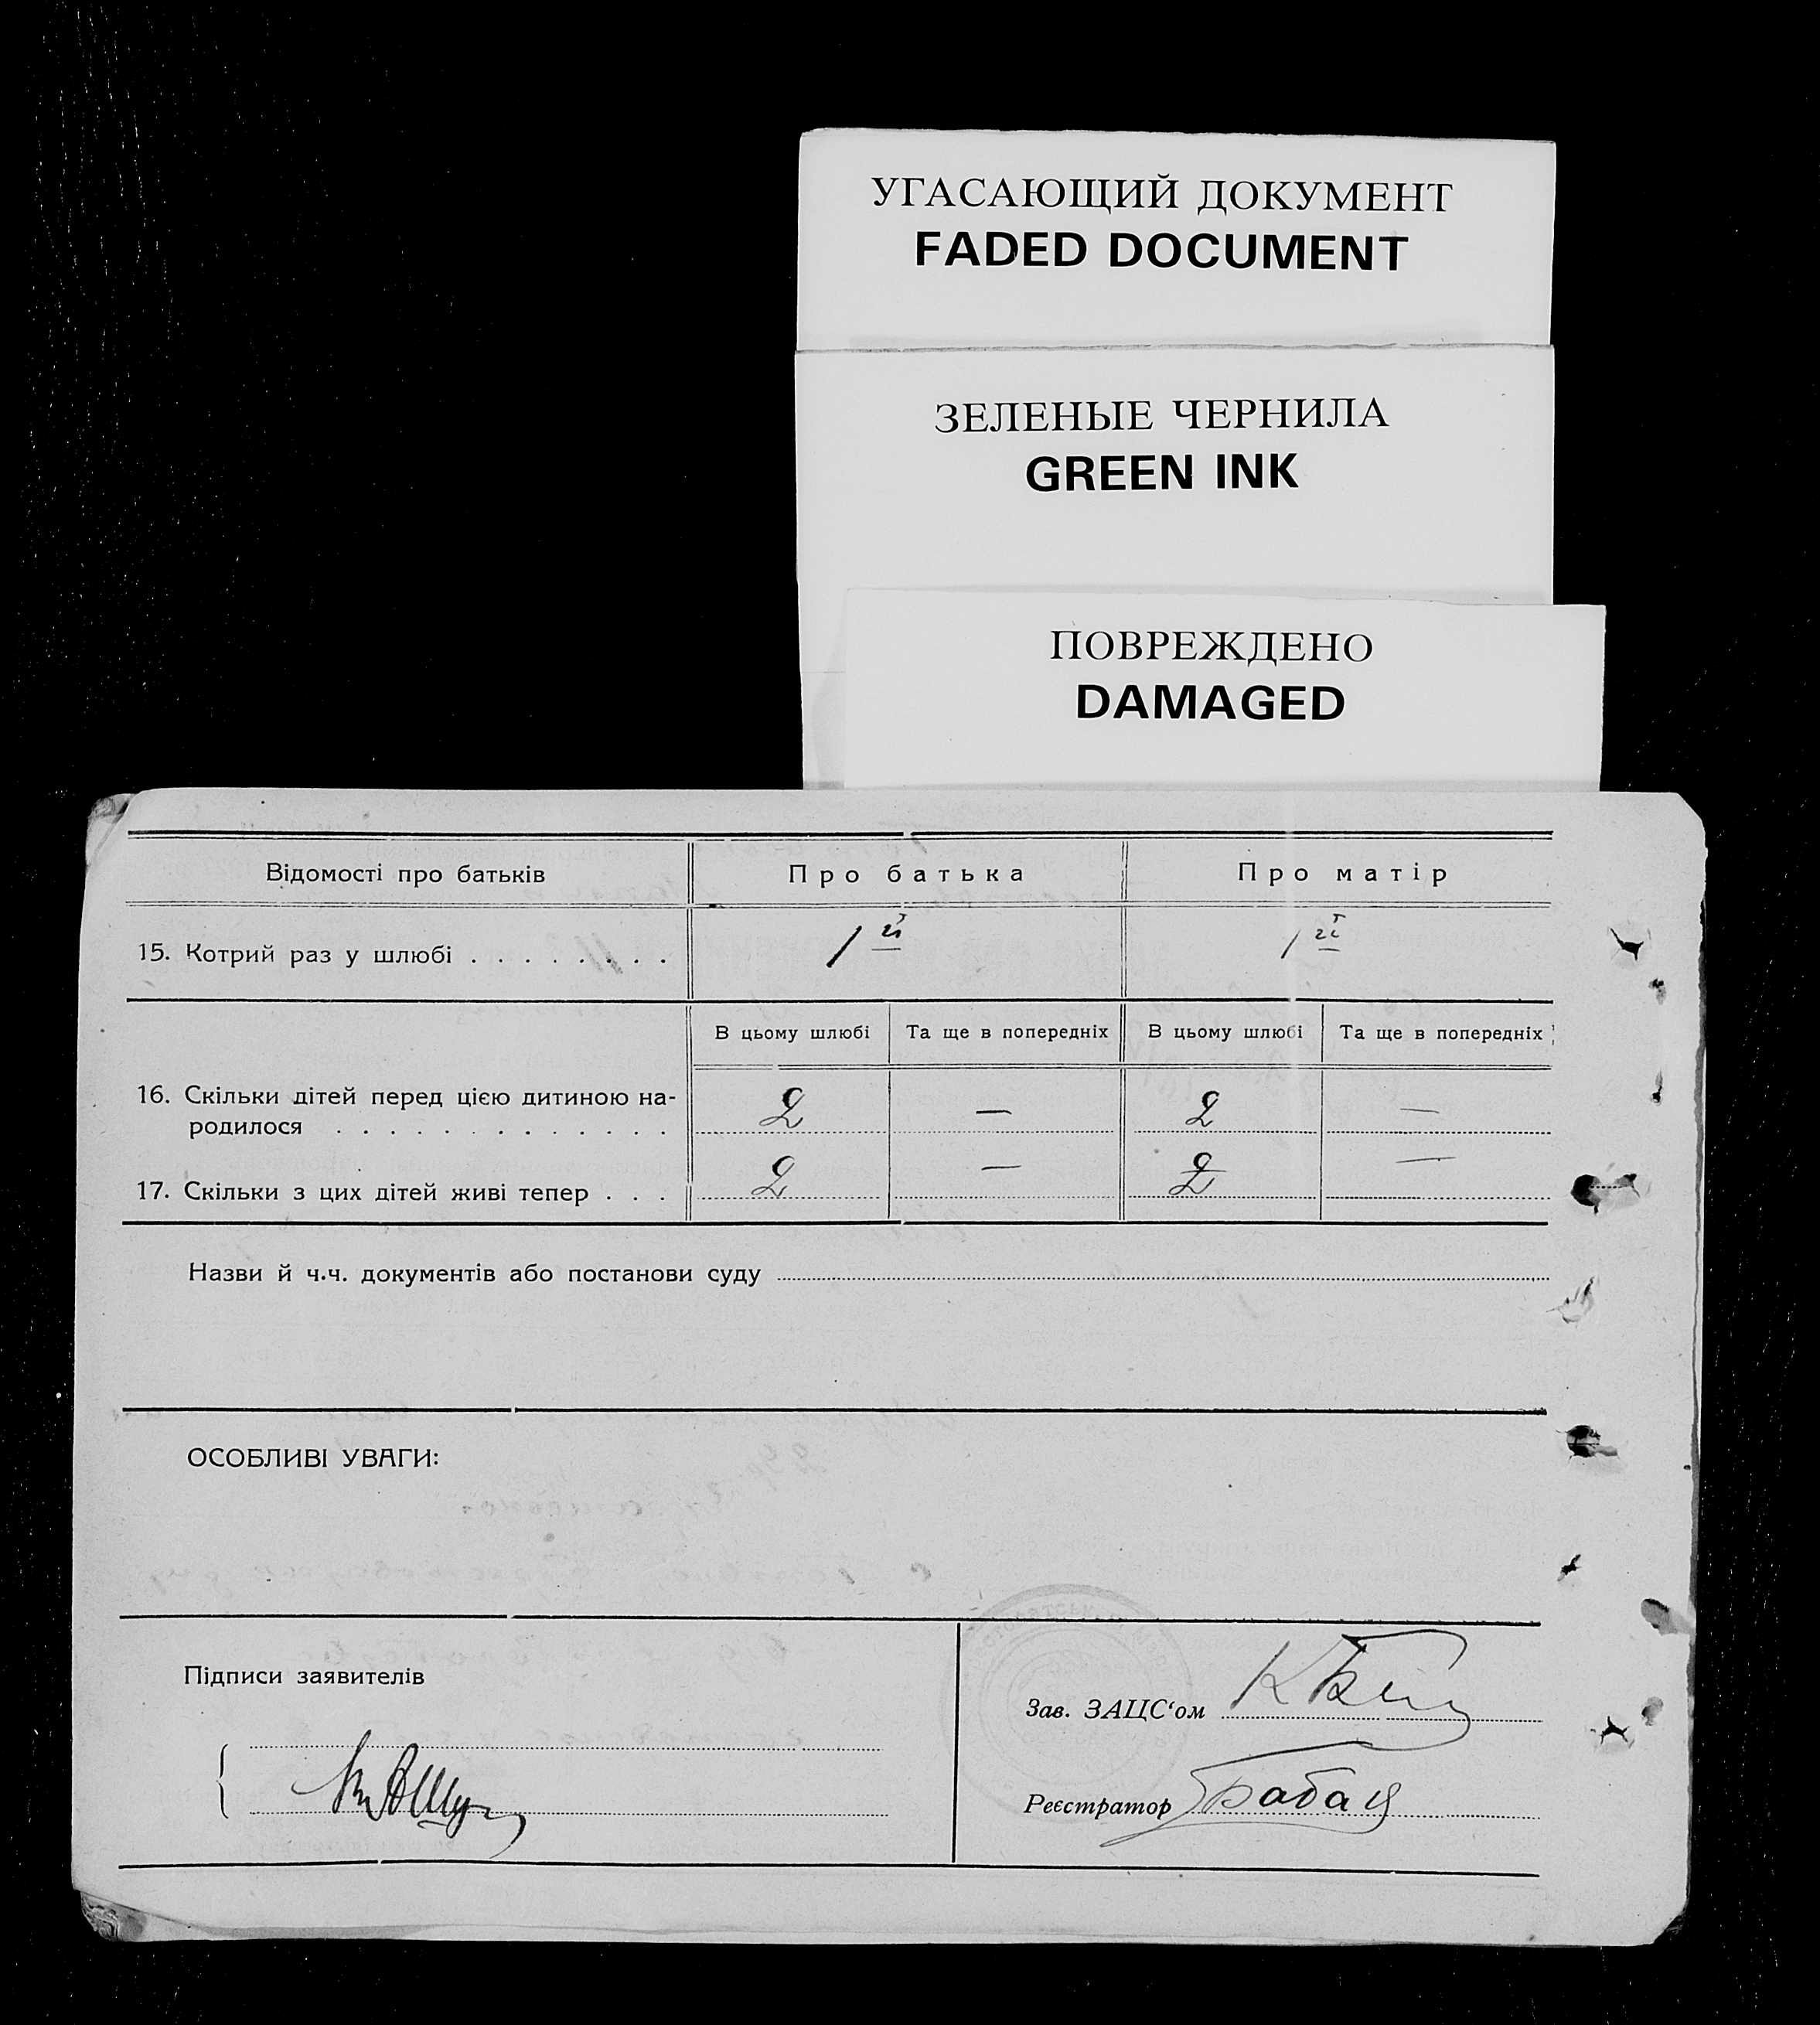 УГАСАЮЩИЙ ДОКУМЕНТ
FADED DOCUMENT
ЗЕЛЕНЫЕ ЧЕРНИЛА
GREEN INK
ПОВРЕЖДЕНО
DAMAGED
Відомості про батьків Про батька Про матір
15. Котрий раз у шлюбі . . . . . . . . 1й 1й
В цьому шлюбі Та ще в попередніх В цьому шлюбі Та ще в попередніх
16. Скільки дітей перед цією дитиною на-
родилося . . . . . . . . . . . . . 2 — 2 —
17. Скільки з цих дітей живі тепер . . . 2 — 2 —
Назви й ч.ч. документів або постанови суду
ОСОБЛИВІ УВАГИ:
Підписи заявителів
Зав. ЗАЦС‘ом
Реєстратор